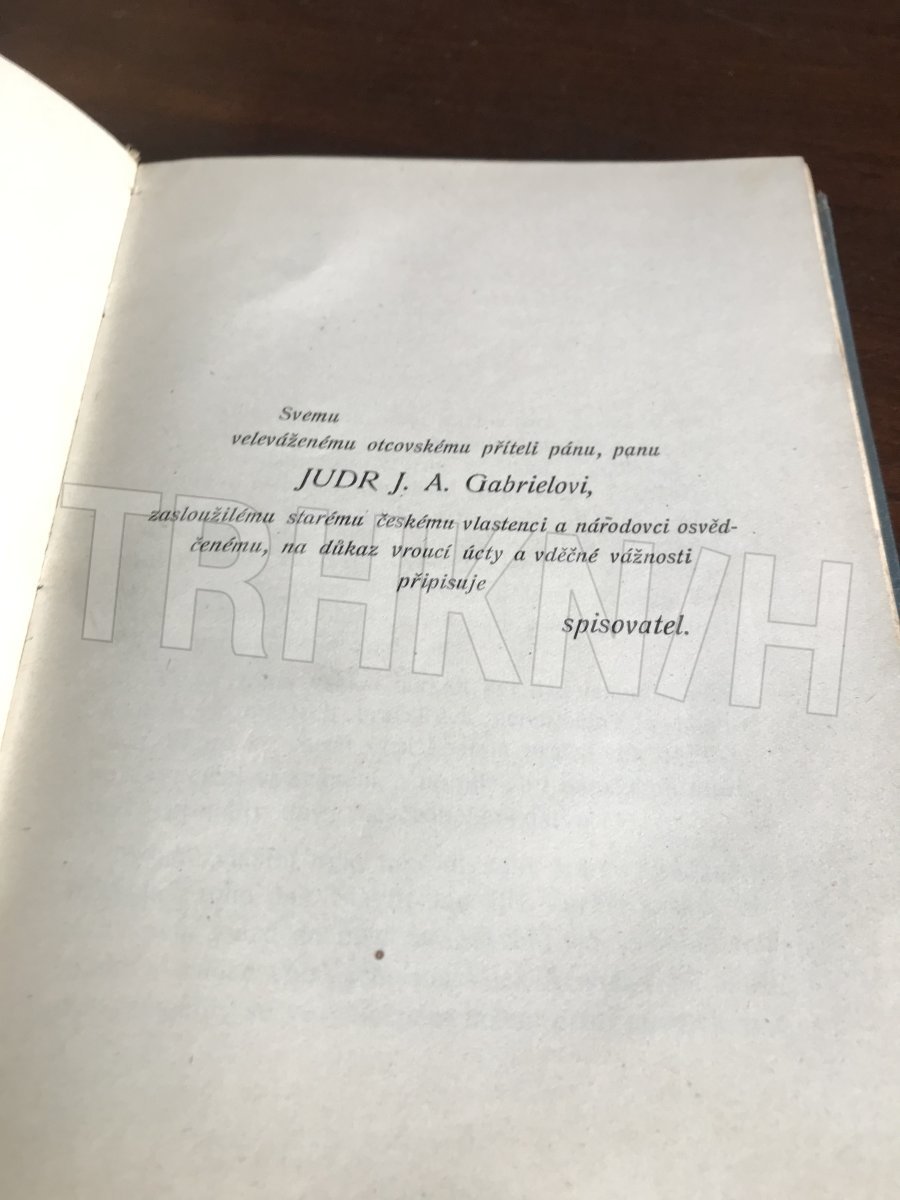 Svemu
veleváženému otcovskému příteli pánu, panu
JUDR J. A. Gabrielovi,
zasloužilému starému českému vlastenci a národovci osvěd-
čenému, na důkaz vroucí úcty a vděčné vážnosti
připisuje
spisovatel.
TRHKNIH